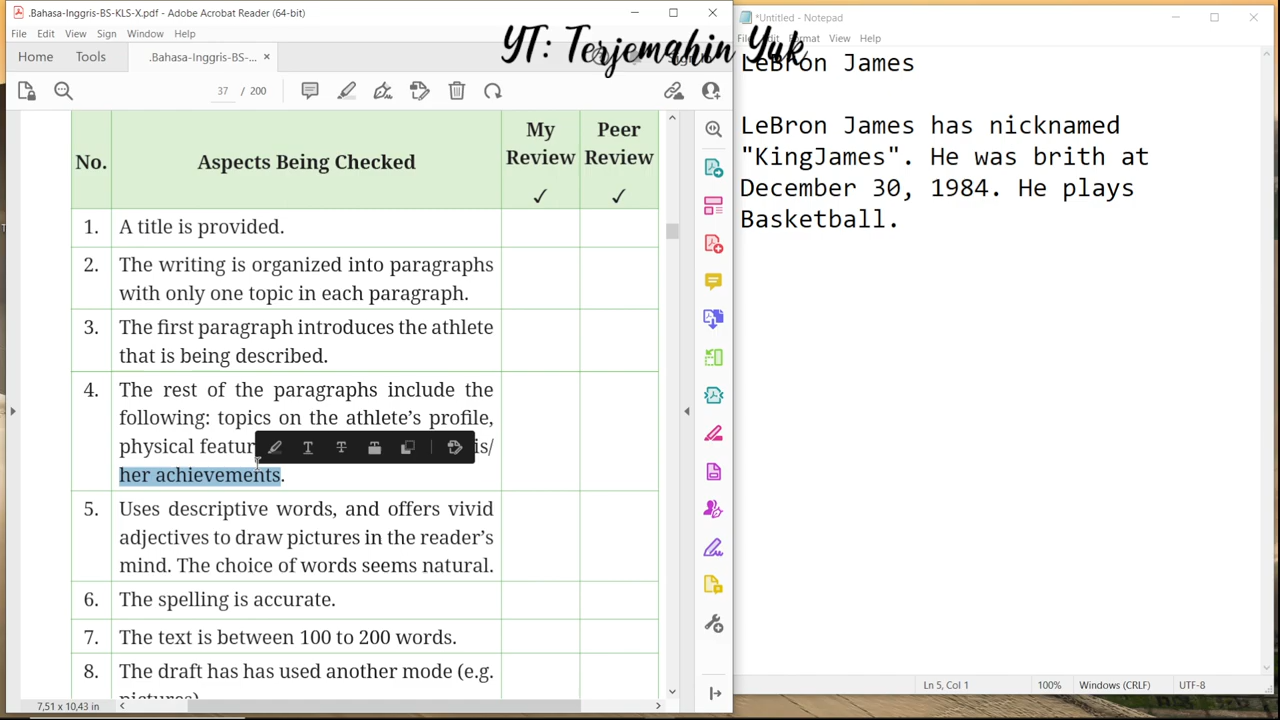 .Bahasa-Inggris-BS-KLS-X.pdf - Adobe Acrobat Reader (64-bit)
File Edit View Sign Window Help
Home Tools .Bahasa-Inggris-BS-... ×
YT: Terjemahin Yuk
37 / 200
No. Aspects Being Checked My Review ✓ Peer Review ✓
1. A title is provided.
2. The writing is organized into paragraphs
with only one topic in each paragraph.
3. The first paragraph introduces the athlete
that is being described.
4. The rest of the paragraphs include the
following: topics on the athlete's profile,
physical featur is/
her achievements.
5. Uses descriptive words, and offers vivid
adjectives to draw pictures in the reader's
mind. The choice of words seems natural.
6. The spelling is accurate.
7. The text is between 100 to 200 words.
8. The draft has has used another mode (e.g.
pictures)
7,51 x 10,43 in
*Untitled - Notepad
File Edit Format View Help
LeBron James
LeBron James has nicknamed
"KingJames". He was brith at
December 30, 1984. He plays
Basketball.
Ln 5, Col 1 100% Windows (CRLF) UTF-8